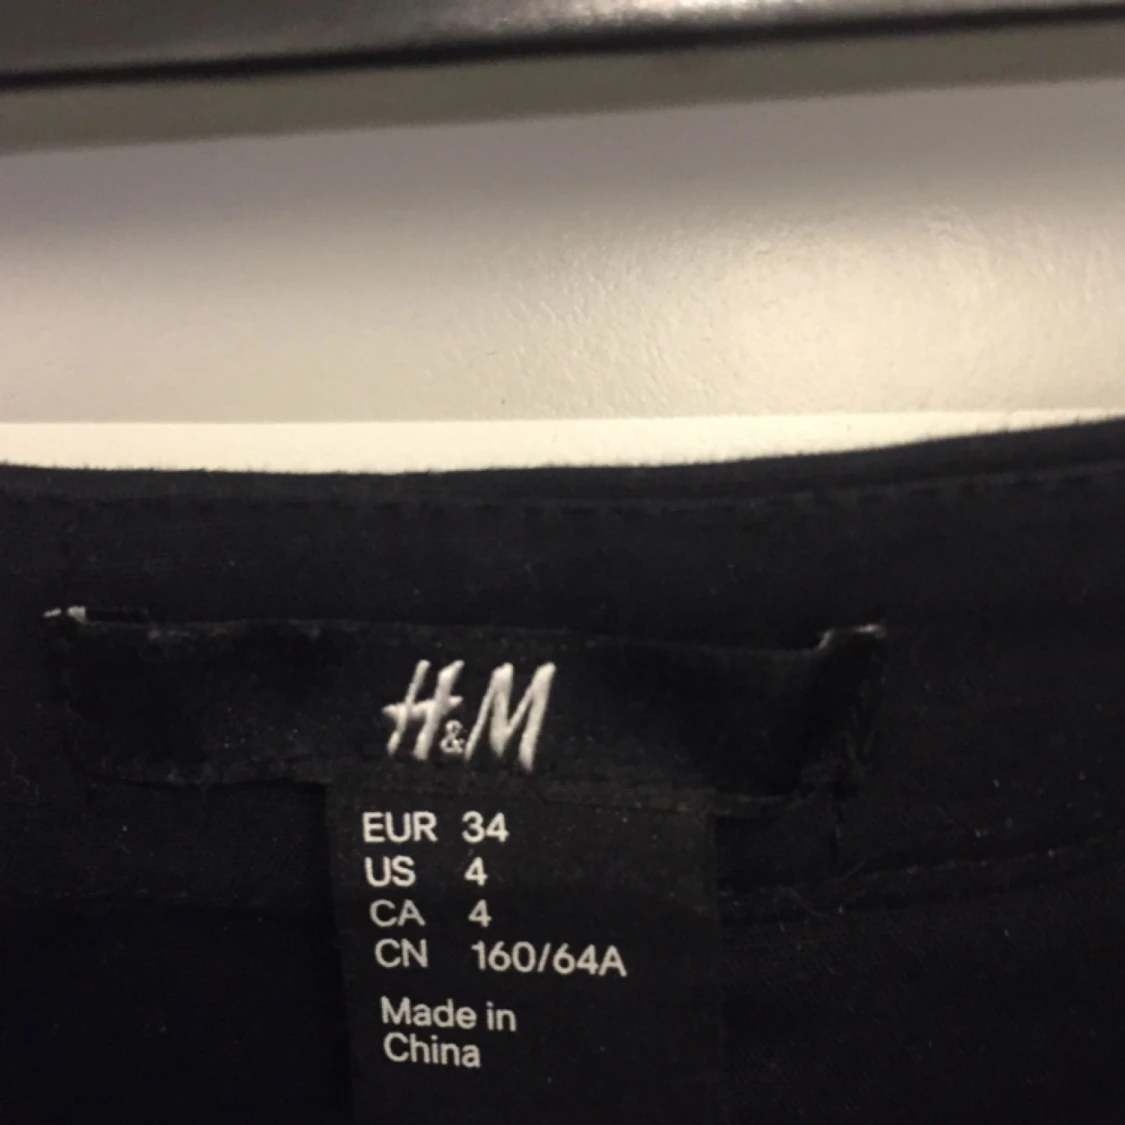 H&M
EUR 34
US 4
CA 4
CN 160/64A
Made in
China